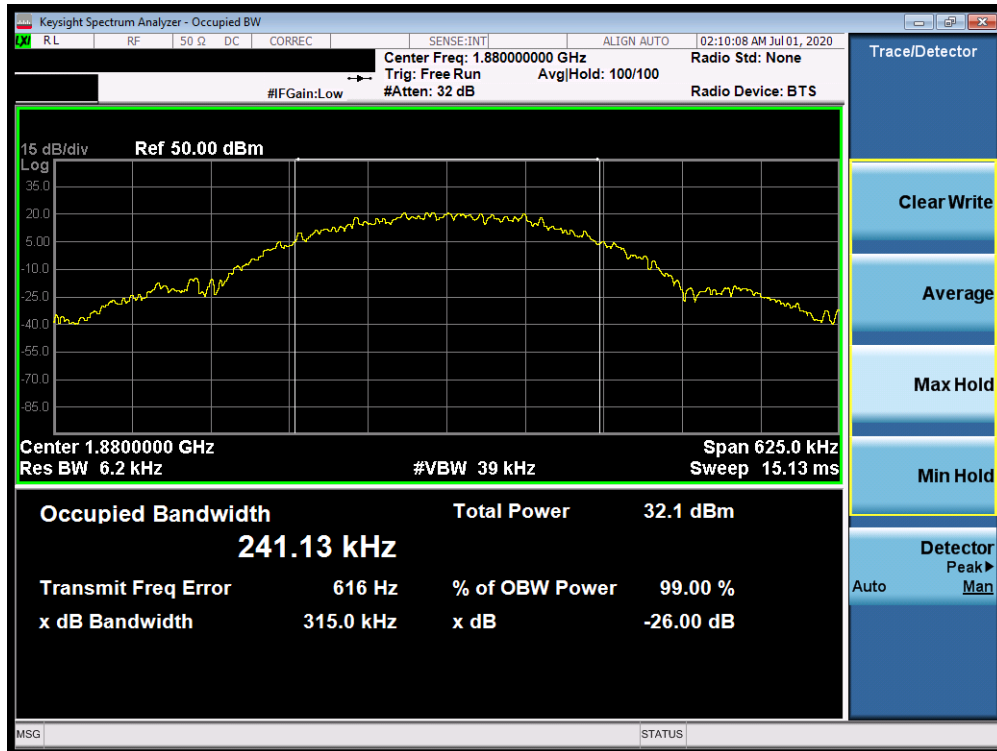 Keysight Spectrum Analyzer - Occupied BW
LXI RL RF 50 Ω DC CORREC SENSE:INT ALIGN AUTO 02:10:08 AM Jul 01, 2020
Center Freq: 1.880000000 GHz Radio Std: None
Trig: Free Run Avg|Hold: 100/100
#IFGain:Low #Atten: 32 dB Radio Device: BTS
15 dB/div Ref 50.00 dBm
Log
35.0
20.0
5.00
-10.0
-25.0
-40.0
-55.0
-70.0
-85.0
Center 1.8800000 GHz Span 625.0 kHz
Res BW 6.2 kHz #VBW 39 kHz Sweep 15.13 ms
Occupied Bandwidth Total Power 32.1 dBm
241.13 kHz
Transmit Freq Error 616 Hz % of OBW Power 99.00 %
x dB Bandwidth 315.0 kHz x dB -26.00 dB
MSG STATUS
Trace/Detector
Clear Write
Average
Max Hold
Min Hold
Detector
Peak▶
Auto Man